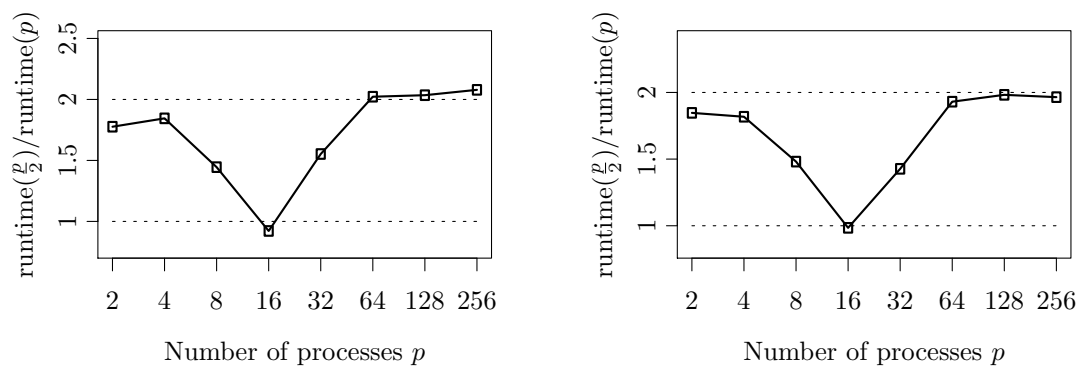 runtime(p/2)/runtime(p)
2.5
2
1.5
1
2 4 8 16 32 64 128 256
Number of processes p
runtime(p/2)/runtime(p)
2
1.5
1
2 4 8 16 32 64 128 256
Number of processes p